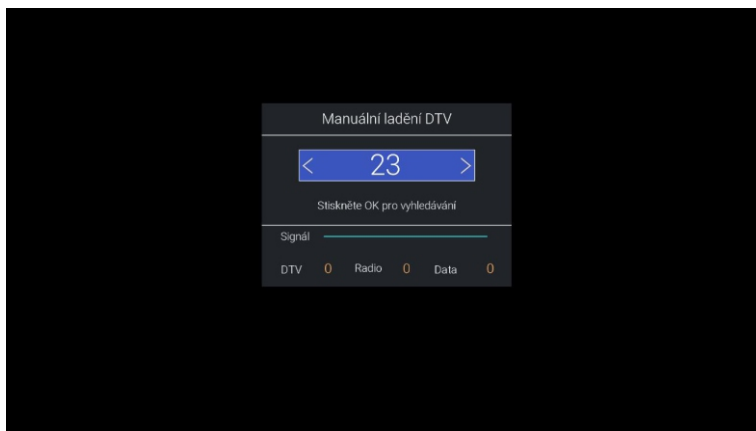 Manuální ladění DTV
< 23 >
Stiskněte OK pro vyhledávání
Signál
DTV 0 Radio 0 Data 0